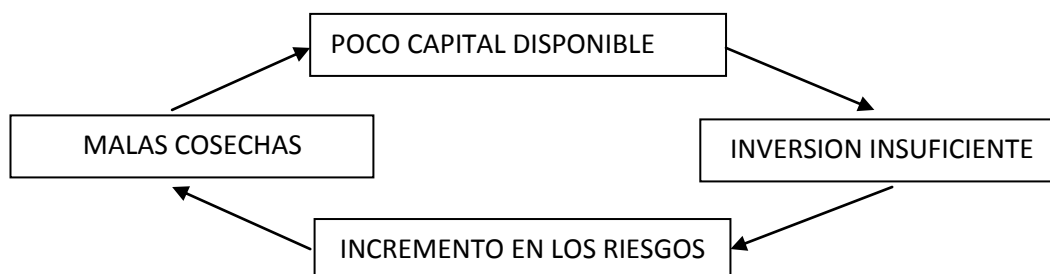 POCO CAPITAL DISPONIBLE
MALAS COSECHAS
INVERSION INSUFICIENTE
INCREMENTO EN LOS RIESGOS